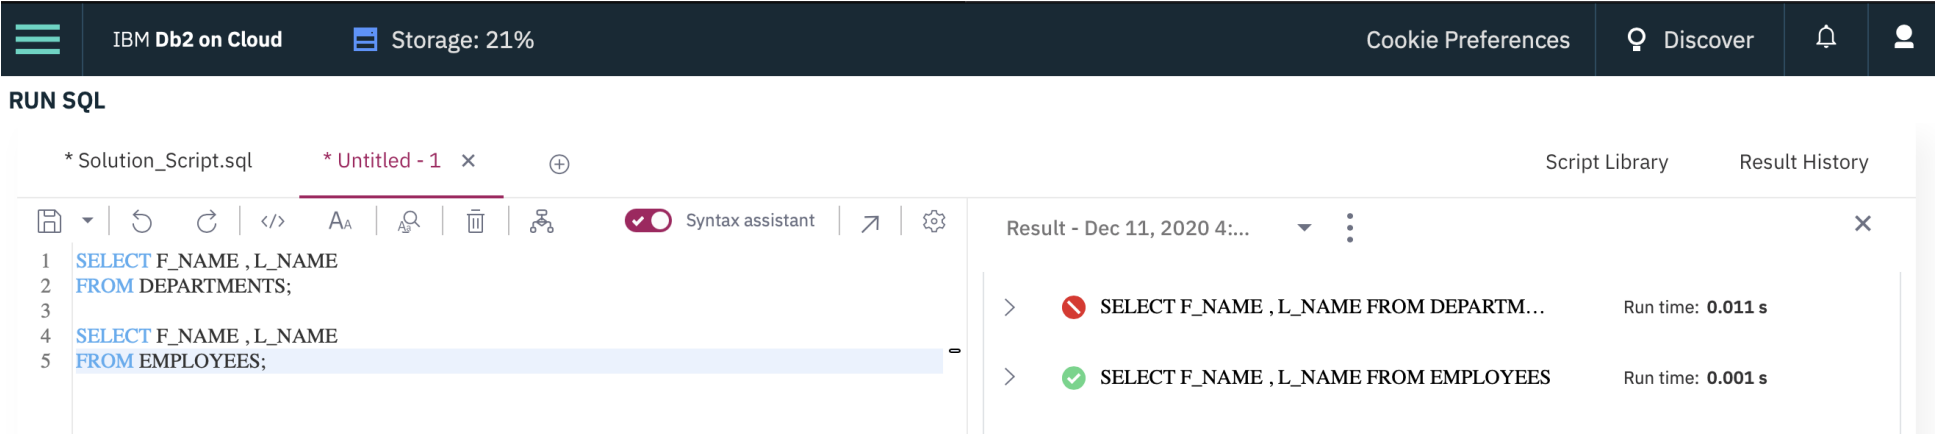 IBM Db2 on Cloud Storage: 21% Cookie Preferences Discover
RUN SQL
* Solution_Script.sql * Untitled - 1 Script Library Result History
Syntax assistant
Result - Dec 11, 2020 4:...
1 SELECT F_NAME , L_NAME
2 FROM DEPARTMENTS;
3
4 SELECT F_NAME , L_NAME
5 FROM EMPLOYEES;
SELECT F_NAME , L_NAME FROM DEPARTM... Run time: 0.011 s
SELECT F_NAME , L_NAME FROM EMPLOYEES Run time: 0.001 s